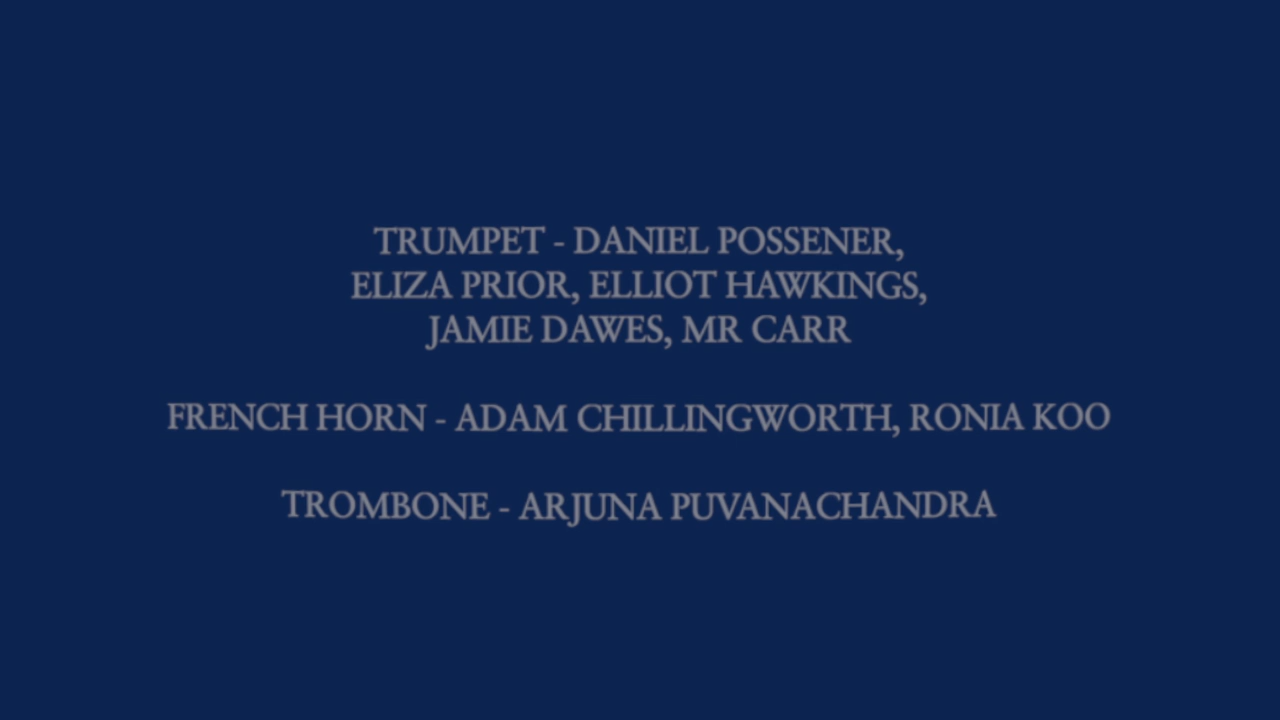 TRUMPET - DANIEL POSSENER,
ELIZA PRIOR, ELLIOT HAWKINGS,
JAMIE DAWES, MR CARR
FRENCH HORN - ADAM CHILLINGWORTH, RONIA KOO
TROMBONE - ARJUNA PUVANACHANDRA